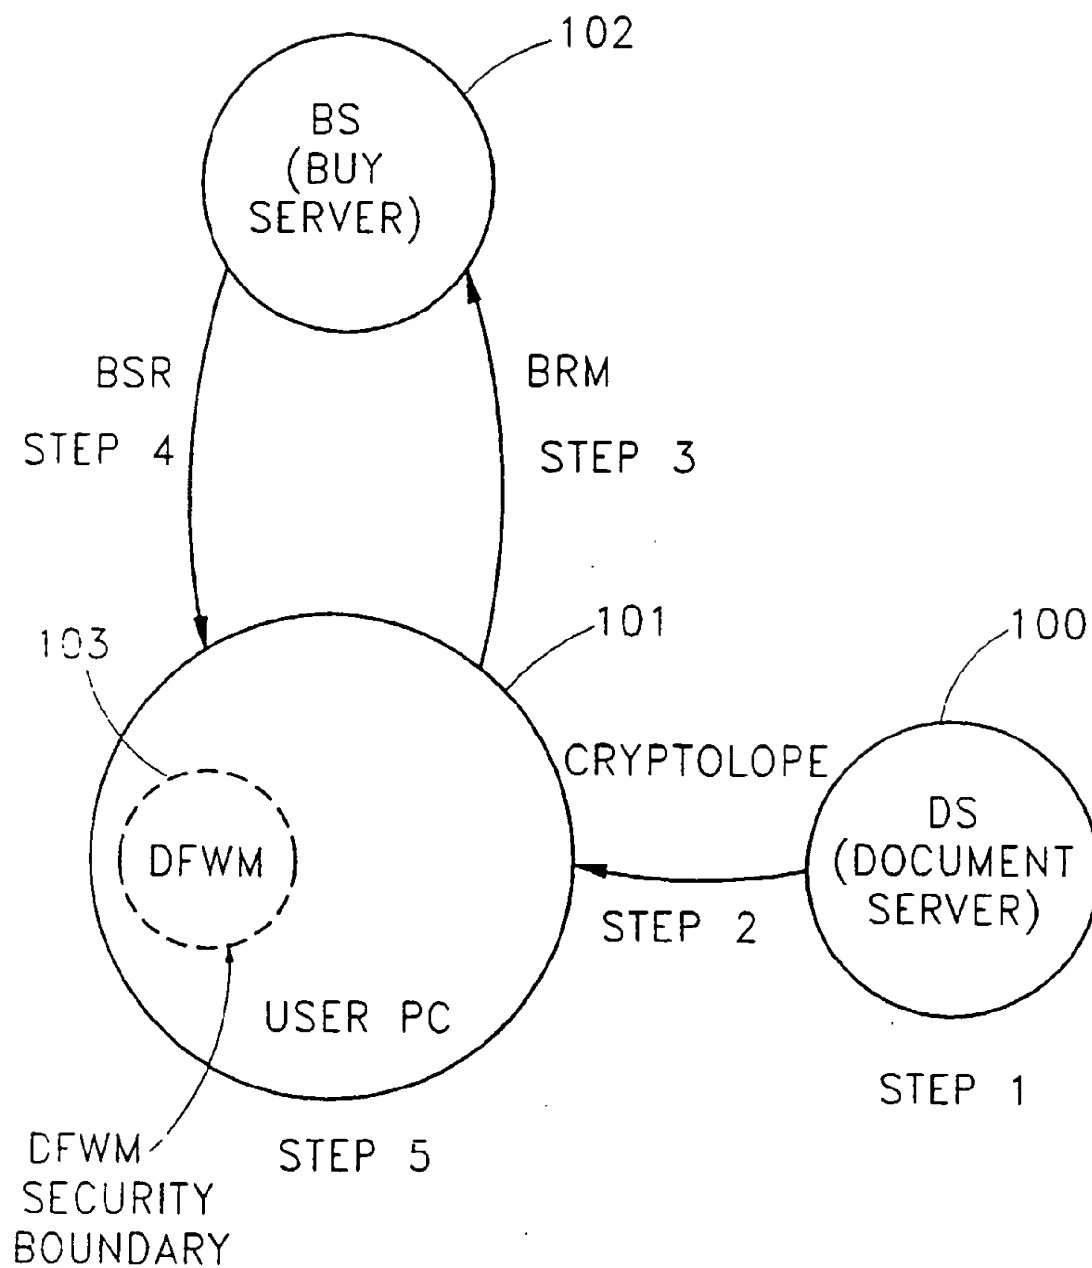 102
BS
(BUY
SERVER)
BSR
BRM
STEP 4
STEP 3
103
101
100
CRYPTOLOPE
DS
(DOCUMENT
SERVER)
DFWM
STEP 2
USER PC
STEP 1
DFWM
SECURITY
BOUNDARY
STEP 5